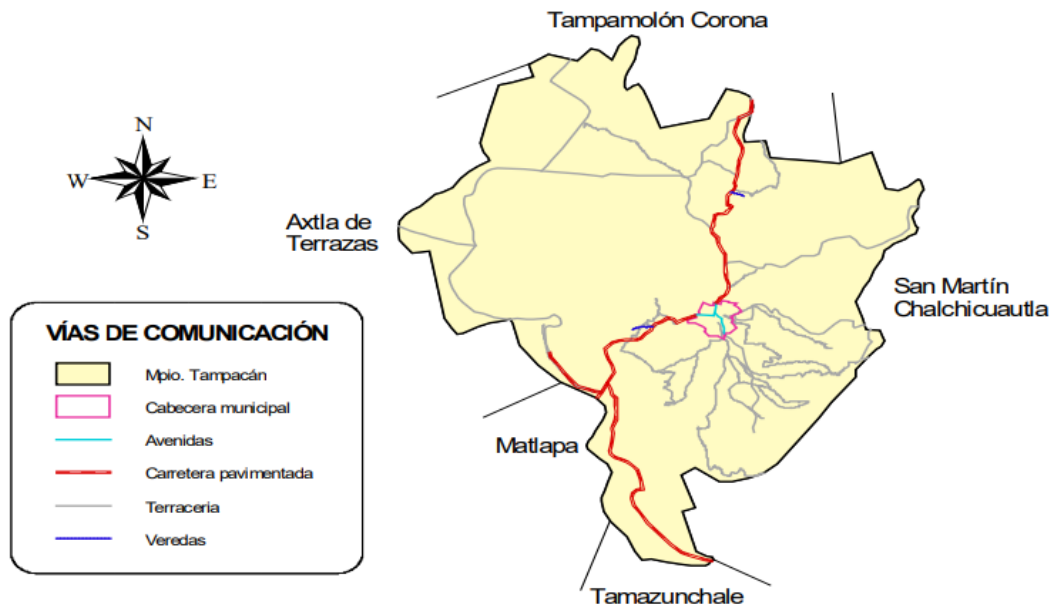 Tampamolón Corona
N
W
E
S
Axtla de
Terrazas
San Martín
Chalchicuautla
VÍAS DE COMUNICACIÓN
Mpio. Tampacán
Cabecera municipal
Avenidas
Carretera pavimentada
Terraceria
Veredas
Matlapa
Tamazunchale